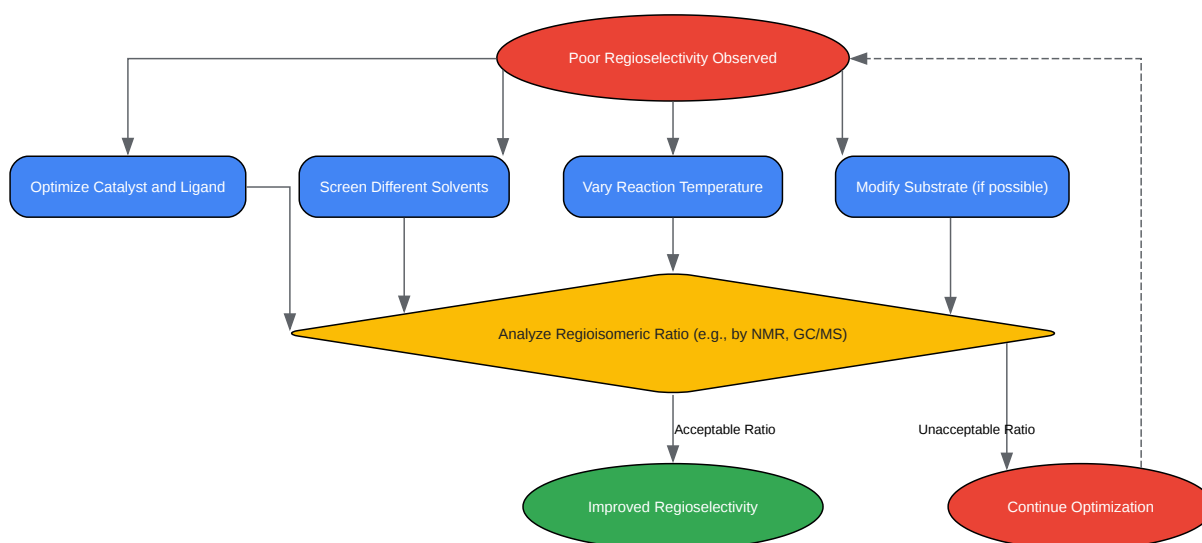 Poor Regioselectivity Observed
Optimize Catalyst and Ligand
Screen Different Solvents
Vary Reaction Temperature
Modify Substrate (if possible)
Analyze Regioisomeric Ratio (e.g., by NMR, GC/MS)
Acceptable Ratio
Unacceptable Ratio
Improved Regioselectivity
Continue Optimization